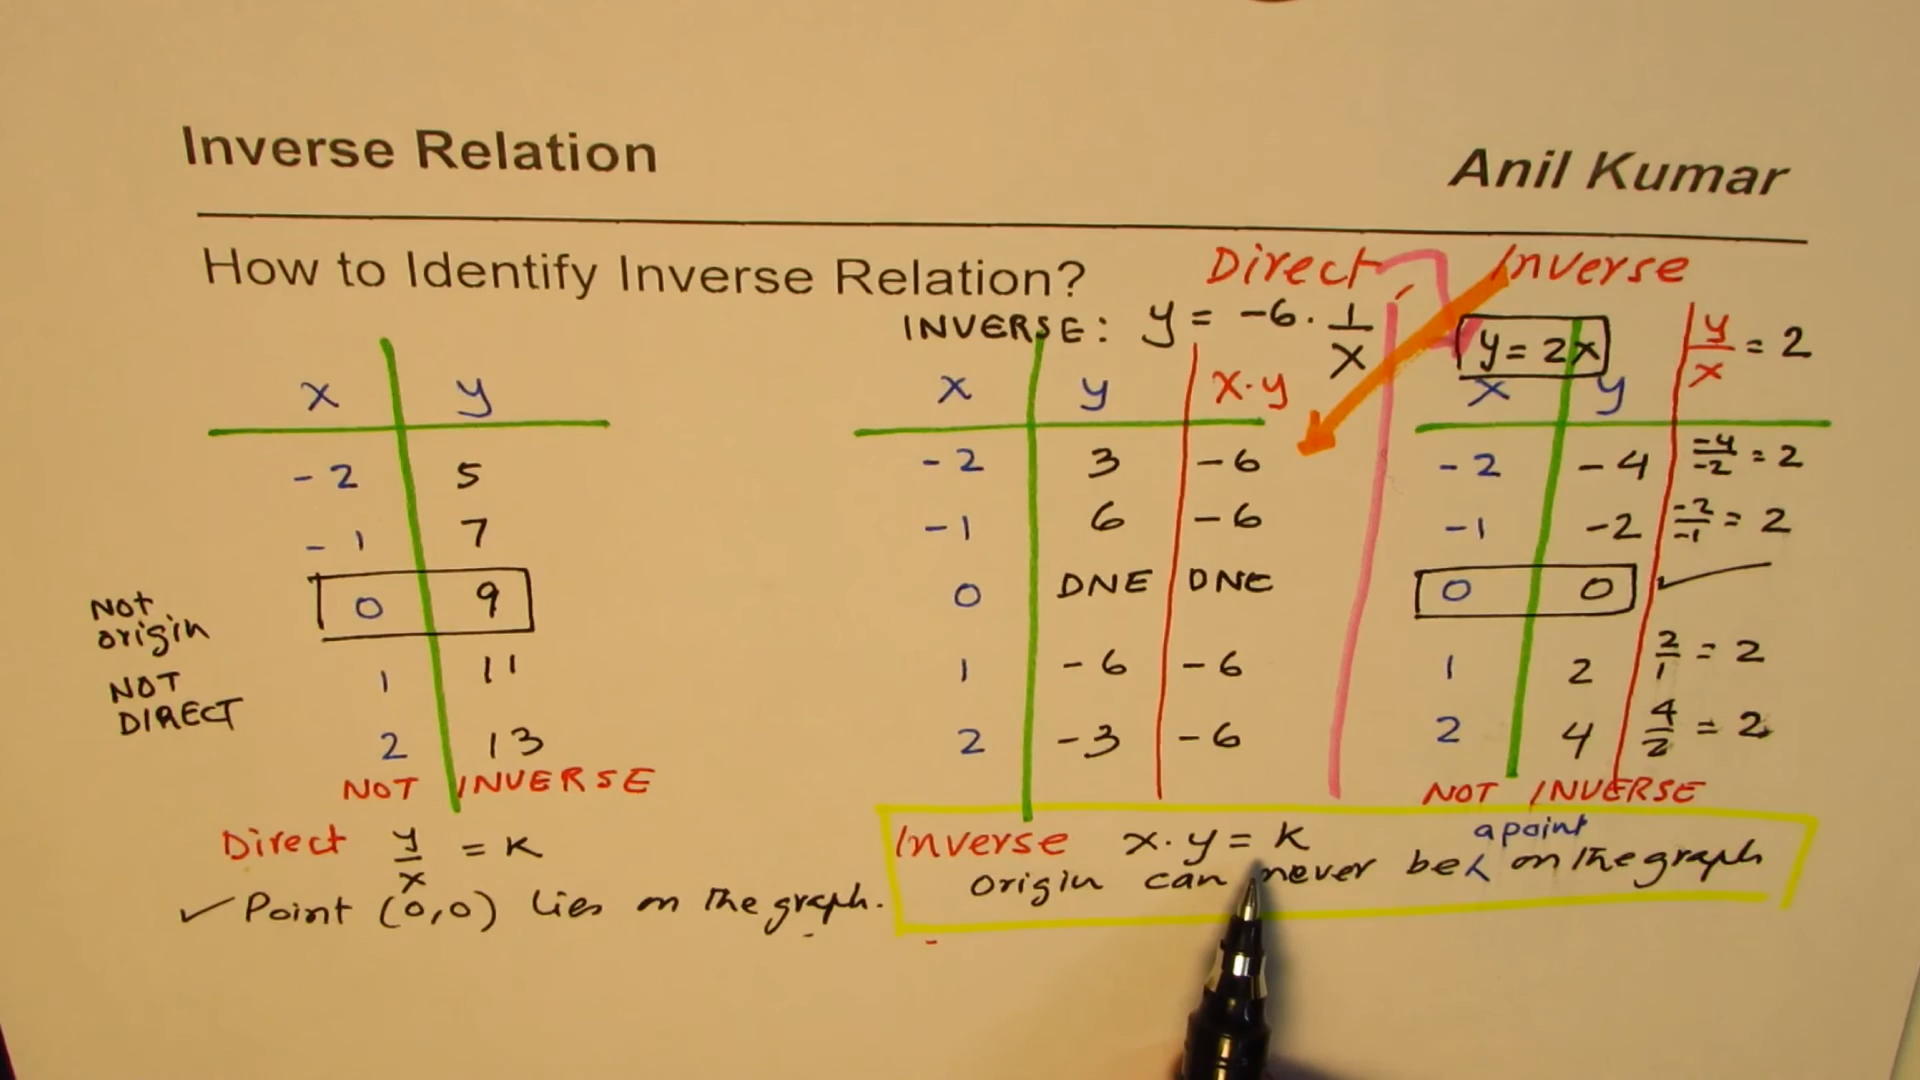 Inverse Relation
Anil Kumar
How to Identify Inverse Relation?
Direct Inverse
INVERSE: y = -6 · 1/x
y = 2x
y/x = 2
x y
-2 5
-1 7
0 9
1 11
2 13
NOT origin
NOT DIRECT
NOT INVERSE
x y x·y
-2 3 -6
-1 6 -6
0 DNE DNE
1 -6 -6
2 -3 -6
x y
-2 -4 -4/-2 = 2
-1 -2 -2/-1 = 2
0 0 ✓
1 2 2/1 = 2
2 4 4/2 = 2
NOT INVERSE
Direct y/x = K
✓ Point (0,0) lies on the graph.
Inverse x·y = K
a point
origin can never be ^ on the graph